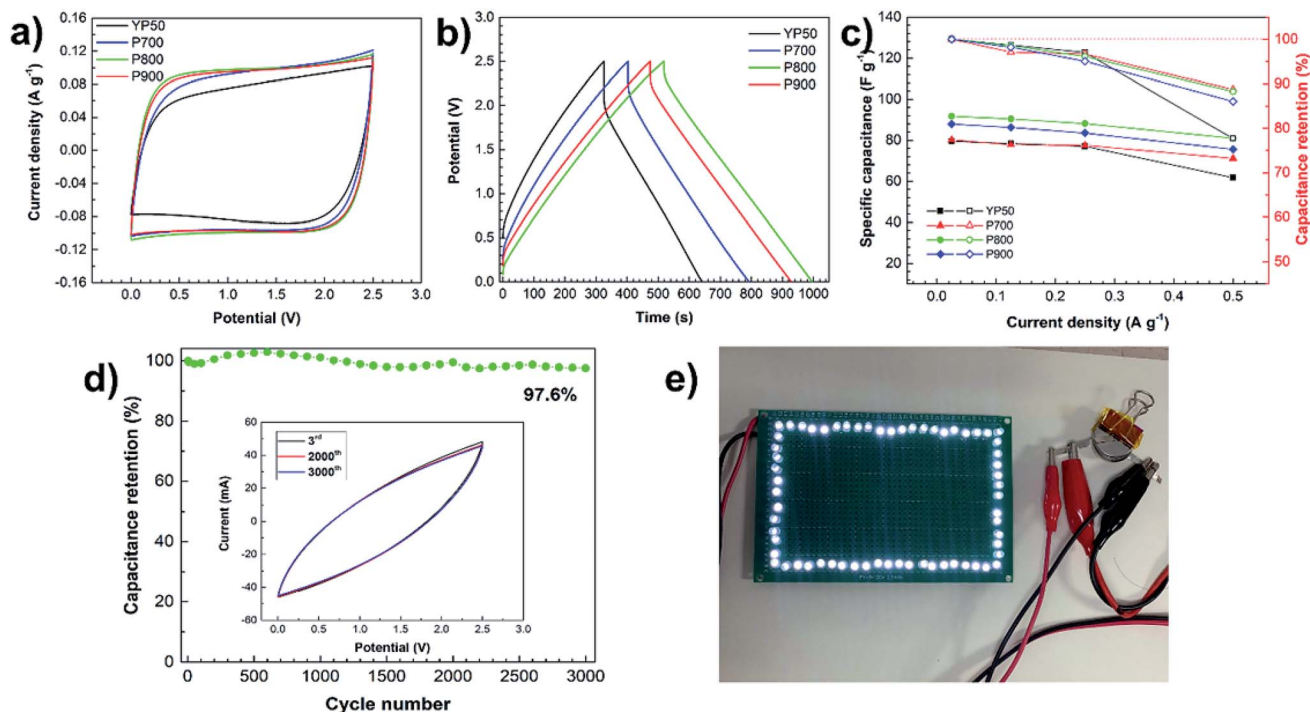 a)
Current density (A g⁻¹)
0.16
0.12
0.08
0.04
0.00
-0.04
-0.08
-0.12
-0.16
YP50
P700
P800
P900
0.0 0.5 1.0 1.5 2.0 2.5 3.0
Potential (V)
b)
Potential (V)
3.0
2.5
2.0
1.5
1.0
0.5
0.0
YP50
P700
P800
P900
0 100 200 300 400 500 600 700 800 900 1000
Time (s)
c)
Specific capacitance (F g⁻¹)
140
120
100
80
60
40
20
YP50
P700
P800
P900
100
95
90
85
80
75
70
65
60
55
50
Capacitance retention (%)
0.0 0.1 0.2 0.3 0.4 0.5
Current density (A g⁻¹)
d)
Capacitance retention (%)
100
80
60
40
20
0
97.6%
Current (mA)
60
40
20
0
-20
-40
-60
3rd
2000th
3000th
0.0 0.5 1.0 1.5 2.0 2.5 3.0
Potential (V)
0 500 1000 1500 2000 2500 3000
Cycle number
e)